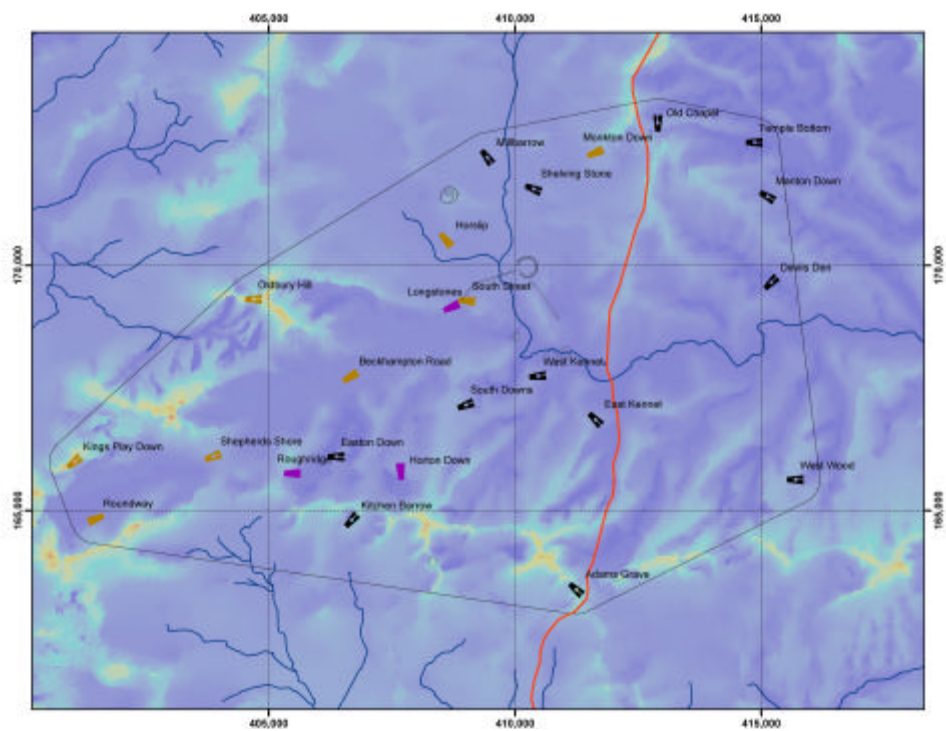 405,000 410,000 415,000
Old Chapel
Temple Bottom
Monkton Down
Millbarrow
Shelving Stone
Manton Down
Horslip
170,000 170,000
Devils Den
Oldbury Hill
Longstones South Street
Beckhampton Road
West Kennet
South Downs
East Kennet
Kings Play Down
Shepherds Shore
Easton Down
Roughridge
Horton Down
West Wood
Roundway
Kitchen Barrow
165,000 165,000
Adams Grave
405,000 410,000 415,000